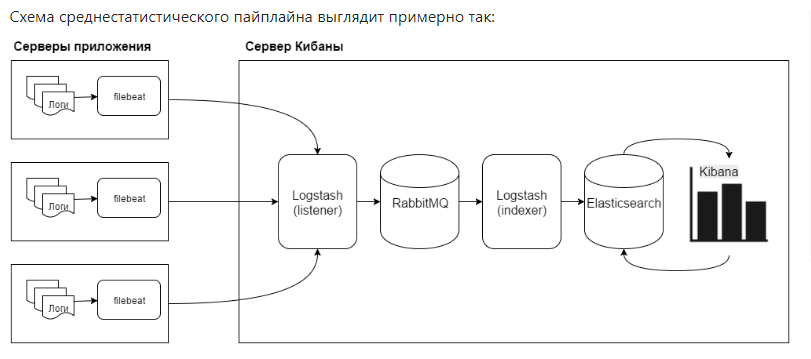 Схема среднестатистического пайплайна выглядит примерно так:
Серверы приложения
Сервер Кибаны
Логи
filebeat
Логи
filebeat
Логи
filebeat
Logstash
(listener)
RabbitMQ
Logstash
(indexer)
Elasticsearch
Kibana